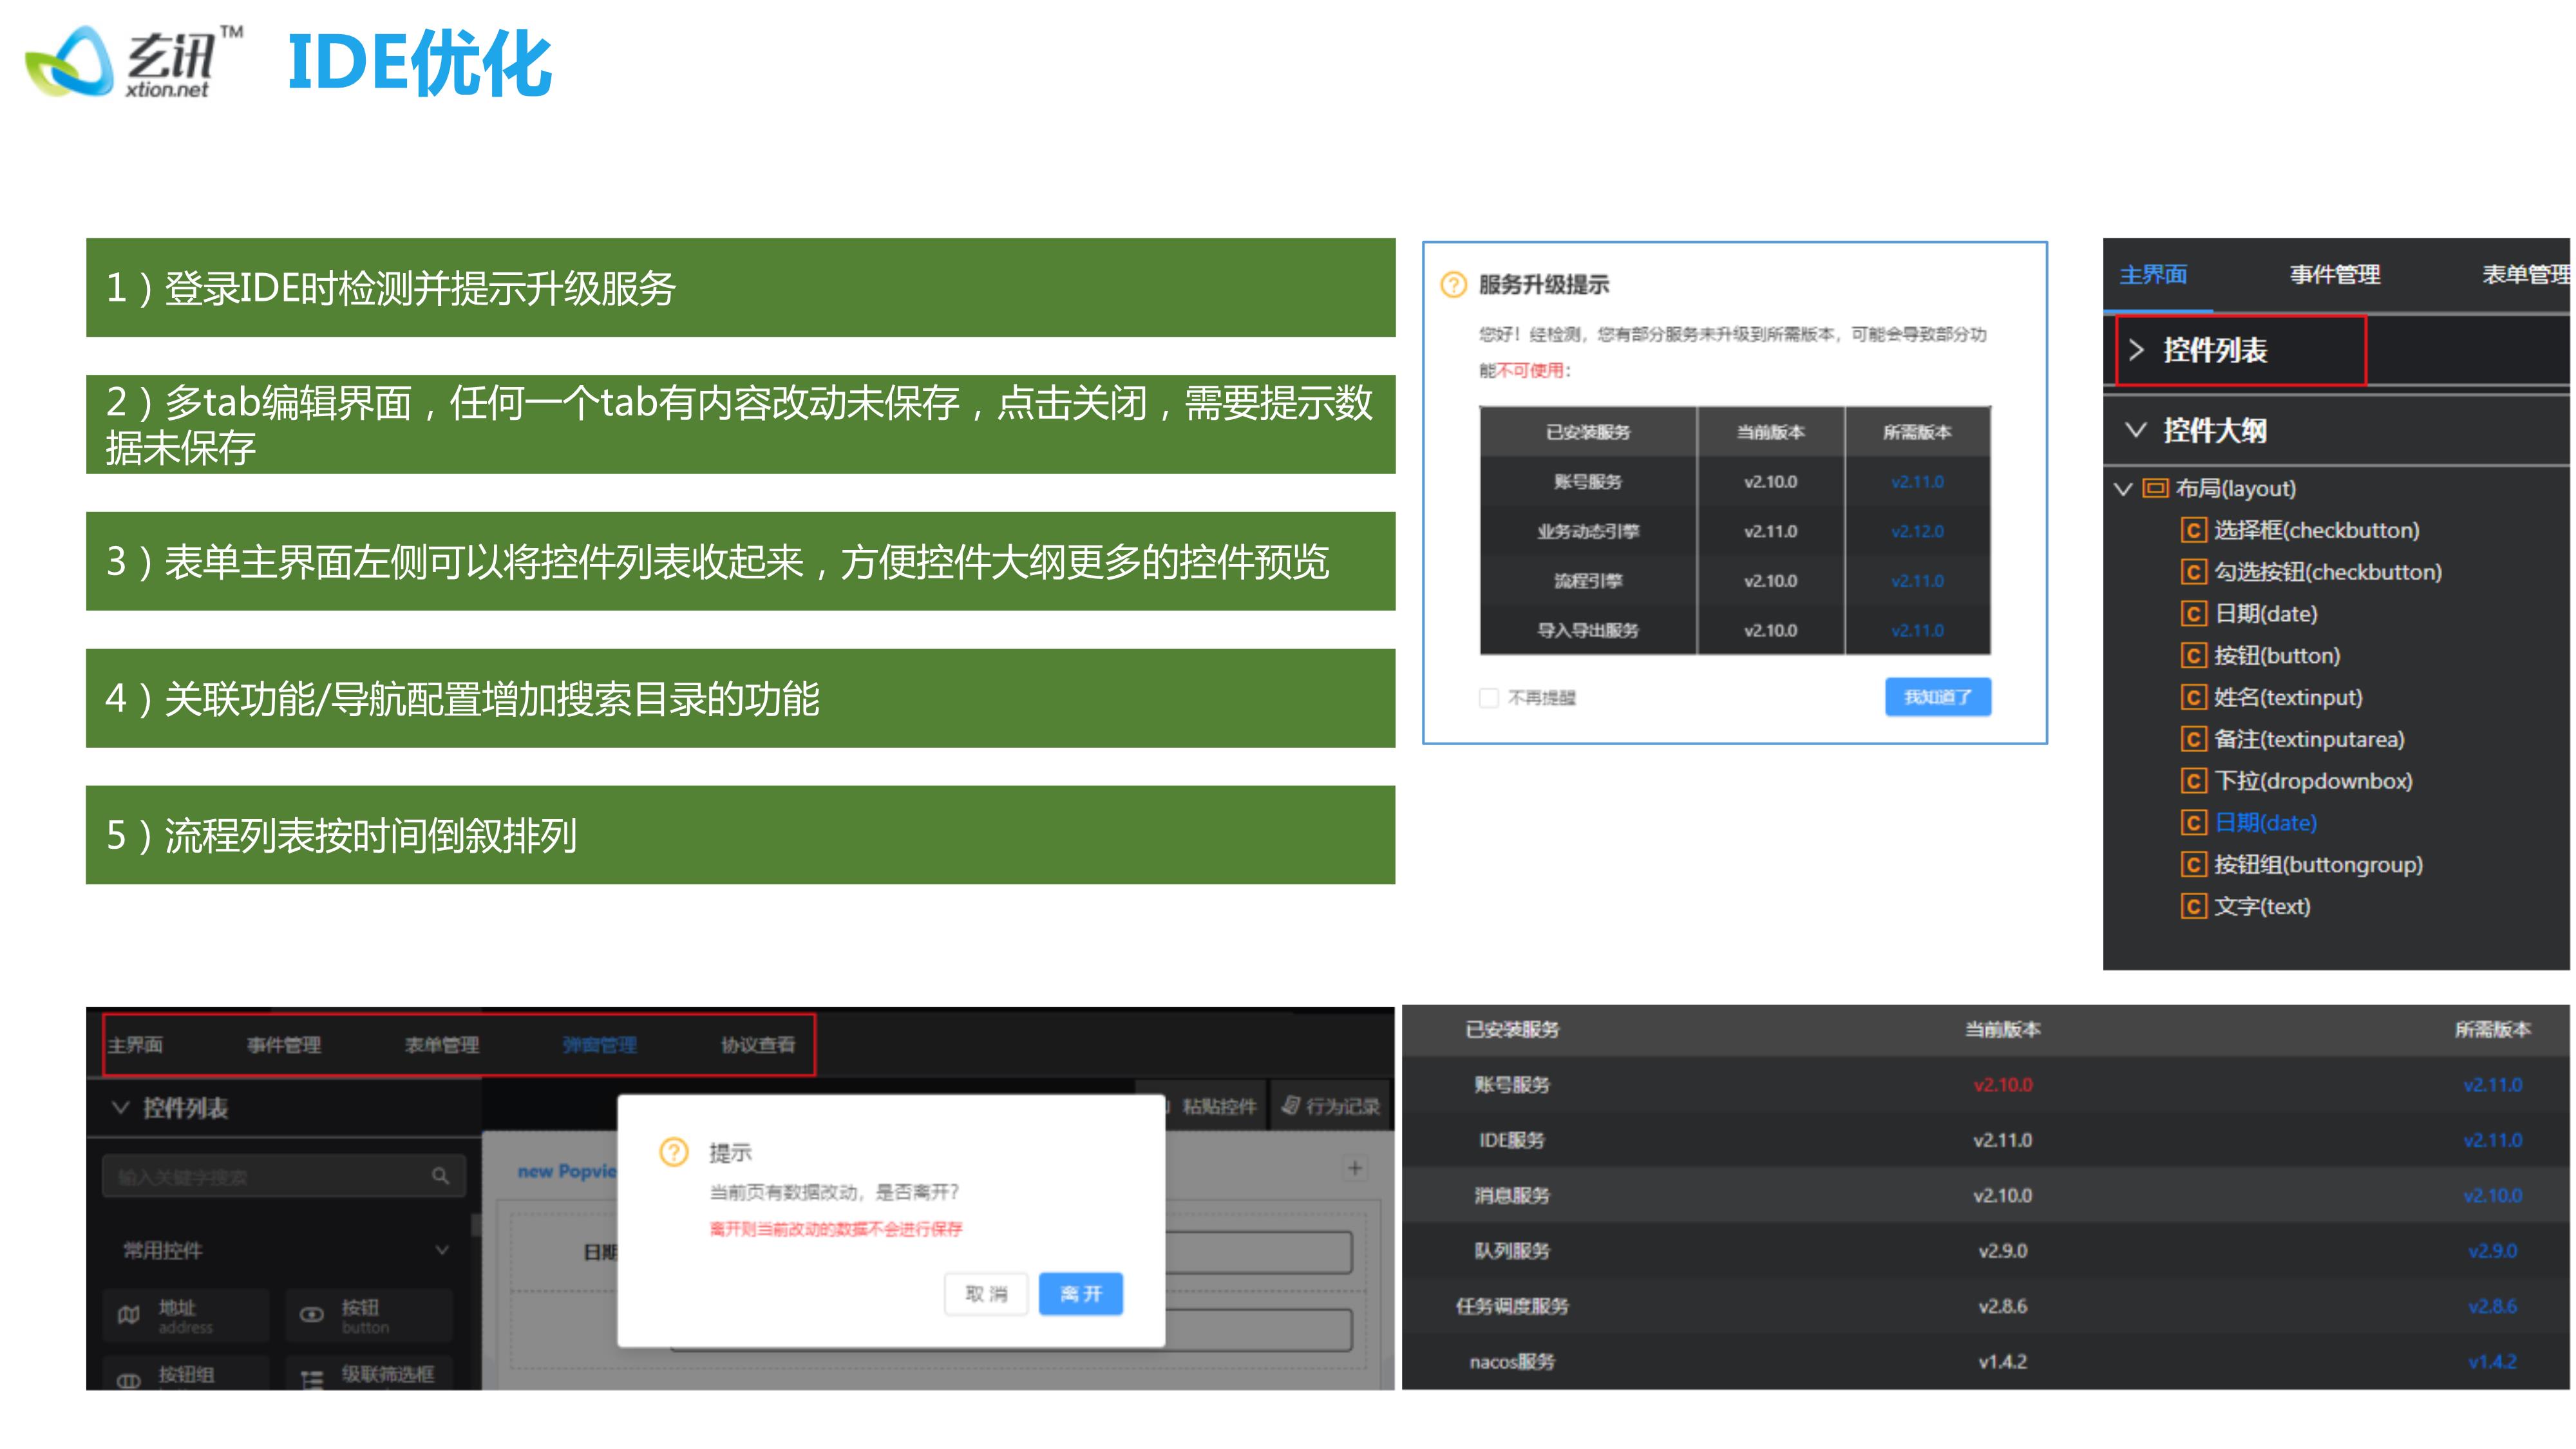 玄讯™
xtion.net
IDE优化
1）登录IDE时检测并提示升级服务
2）多tab编辑界面，任何一个tab有内容改动未保存，点击关闭，需要提示数
据未保存
3）表单主界面左侧可以将控件列表收起来，方便控件大纲更多的控件预览
4）关联功能/导航配置增加搜索目录的功能
5）流程列表按时间倒叙排列
服务升级提示
您好！经检测，您有部分服务未升级到所需版本，可能会导致部分功
能不可使用：
已安装服务 当前版本 所需版本
账号服务 v2.10.0 v2.11.0
业务动态引擎 v2.11.0 v2.12.0
流程引擎 v2.10.0 v2.11.0
导入导出服务 v2.10.0 v2.11.0
不再提醒 我知道了
主界面 事件管理 表单管理
控件列表
控件大纲
布局(layout)
C 选择框(checkbutton)
C 勾选按钮(checkbutton)
C 日期(date)
C 按钮(button)
C 姓名(textinput)
C 备注(textinputarea)
C 下拉(dropdownbox)
C 日期(date)
C 按钮组(buttongroup)
C 文字(text)
主界面 事件管理 表单管理 弹窗管理 协议查看
控件列表
粘贴控件 行为记录
输入关键字搜索
new Popvie
常用控件
日期
地址
address
按钮
button
按钮组
级联筛选框
提示
当前页有数据改动，是否离开？
离开则当前改动的数据不会进行保存
取 消 离 开
已安装服务 当前版本 所需版本
账号服务 v2.10.0 v2.11.0
IDE服务 v2.11.0 v2.11.0
消息服务 v2.10.0 v2.10.0
队列服务 v2.9.0 v2.9.0
任务调度服务 v2.8.6 v2.8.6
nacos服务 v1.4.2 v1.4.2